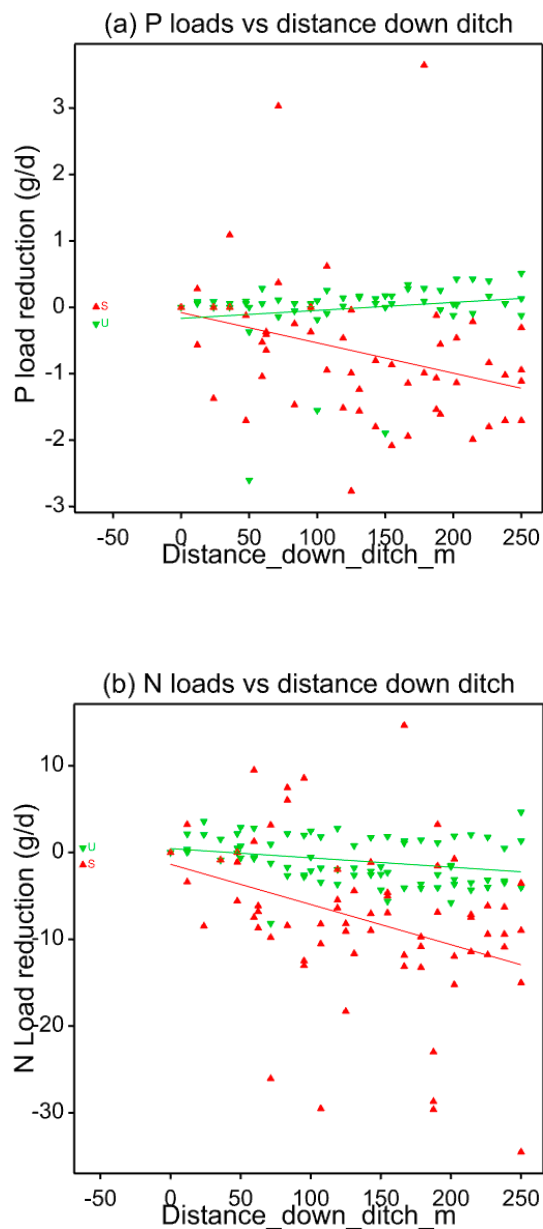 (a) P loads vs distance down ditch
P load reduction (g/d)
3
1
0
-1
-2
-3
S
U
-50 0 50 100 150 200 250
Distance_down_ditch_m
(b) N loads vs distance down ditch
N Load reduction (g/d)
10
0
-10
-20
-30
U
S
-50 0 50 100 150 200 250
Distance_down_ditch_m